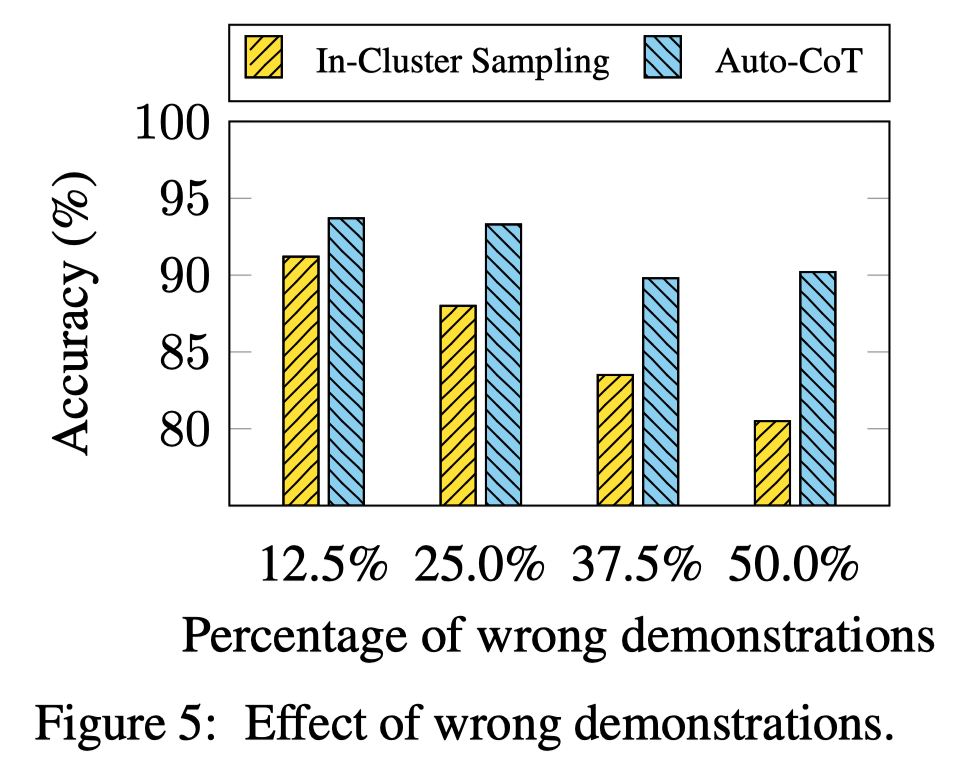 In-Cluster Sampling Auto-CoT
100
95
90
85
80
Accuracy (%)
12.5% 25.0% 37.5% 50.0%
Percentage of wrong demonstrations
Figure 5: Effect of wrong demonstrations.